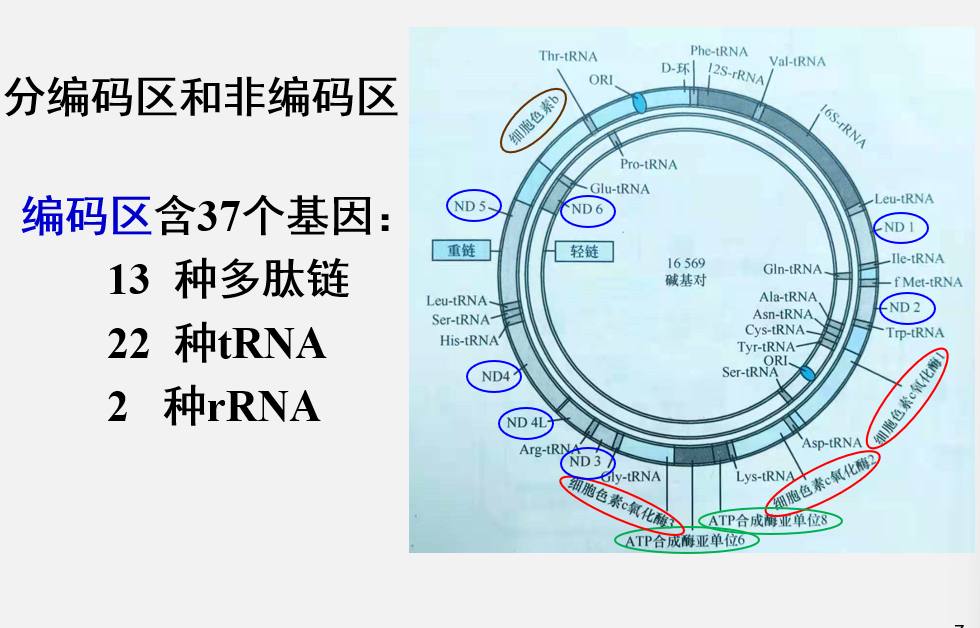 分编码区和非编码区
编码区含37个基因：
13 种多肽链
22 种tRNA
2 种rRNA
Thr-tRNA
Phe-tRNA
Val-tRNA
ORI
D-环
12S-rRNA
细胞色素b
16S-rRNA
Pro-tRNA
Glu-tRNA
ND 5
ND 6
Leu-tRNA
ND 1
重链
轻链
16 569
碱基对
Gln-tRNA
Ile-tRNA
f Met-tRNA
Leu-tRNA
Ser-tRNA
His-tRNA
Ala-tRNA
Asn-tRNA
Cys-tRNA
Tyr-tRNA
ORI
Ser-tRNA
ND 2
Trp-tRNA
ND4
细胞色素c氧化酶1
ND 4L
Arg-tRNA
ND 3
Gly-tRNA
Lys-tRNA
Asp-tRNA
细胞色素c氧化酶2
细胞色素c氧化酶3
ATP合成酶亚单位8
ATP合成酶亚单位6